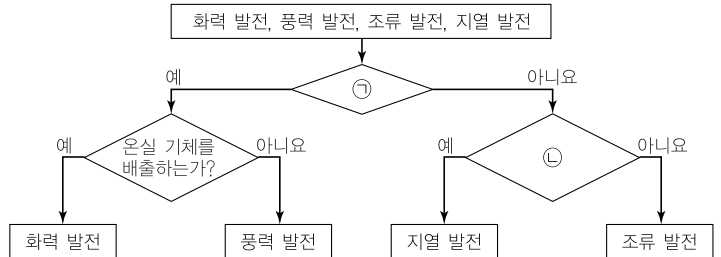 화력 발전, 풍력 발전, 조류 발전, 지열 발전
예
㉠
아니요
예
온실 기체를
배출하는가?
아니요
예
㉡
아니요
화력 발전
풍력 발전
지열 발전
조류 발전